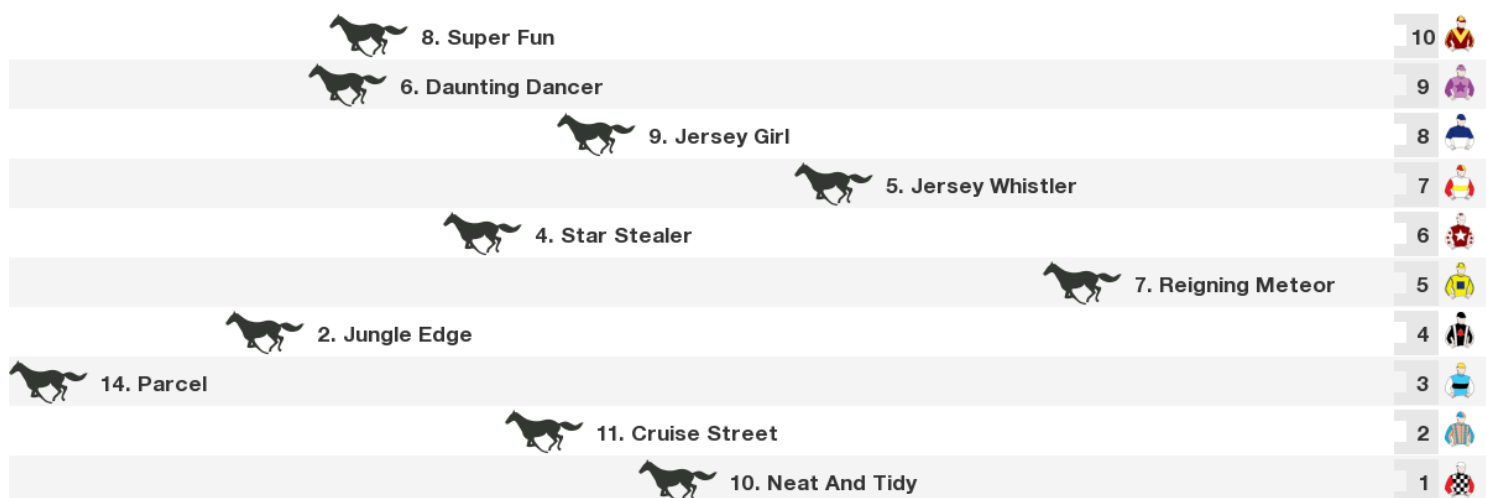 8. Super Fun 10
6. Daunting Dancer 9
9. Jersey Girl 8
5. Jersey Whistler 7
4. Star Stealer 6
7. Reigning Meteor 5
2. Jungle Edge 4
14. Parcel 3
11. Cruise Street 2
10. Neat And Tidy 1